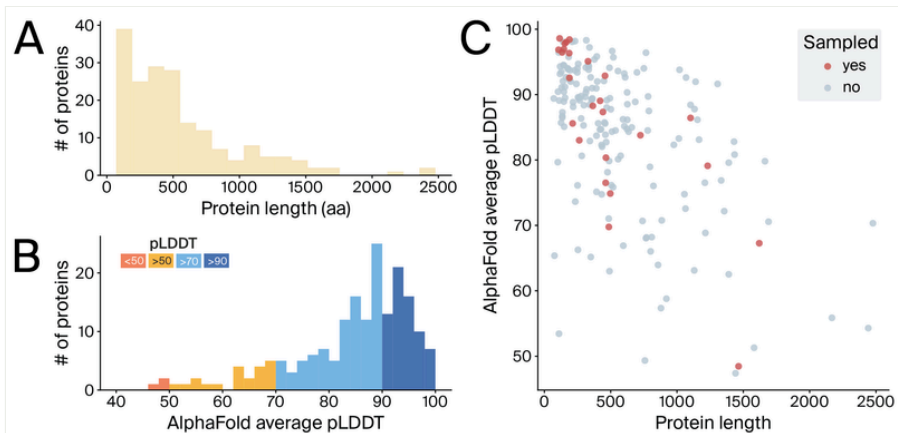 A
40
30
20
10
0
# of proteins
0 500 1000 1500 2000 2500
Protein length (aa)
B
pLDDT
<50 >50 >70 >90
20
10
0
# of proteins
40 50 60 70 80 90 100
AlphaFold average pLDDT
C
Sampled
yes
no
100
90
80
70
60
50
AlphaFold average pLDDT
0 500 1000 1500 2000 2500
Protein length